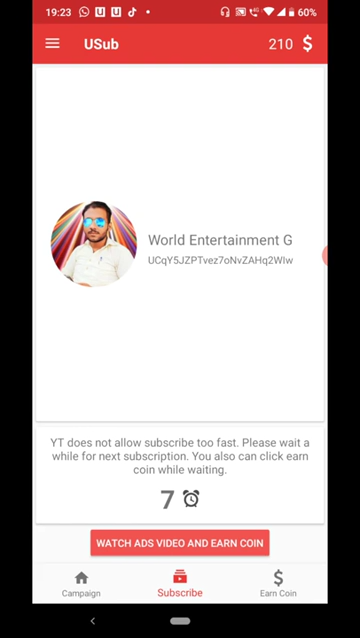 19:23
60%
USub
210 $
World Entertainment G
UCqY5JZPTvez7oNvZAHq2WIw
YT does not allow subscribe too fast. Please wait a
while for next subscription. You also can click earn
coin while waiting.
7
WATCH ADS VIDEO AND EARN COIN
Campaign
Subscribe
Earn Coin